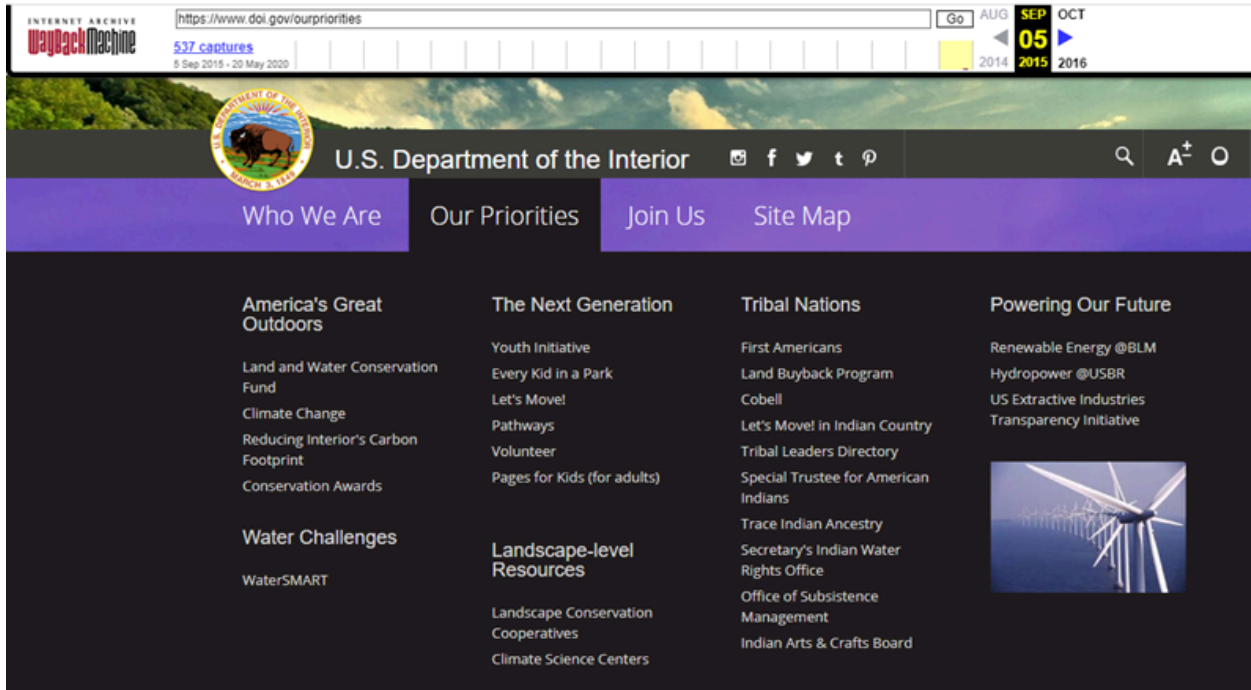 INTERNET ARCHIVE
WayBackMachine
https://www.doi.gov/ourpriorities
Go
AUG
SEP
OCT
537 captures
05
5 Sep 2015 - 20 May 2020
2014
2015
2016
U.S. DEPARTMENT OF THE INTERIOR
MARCH 3, 1849
U.S. Department of the Interior
Who We Are
Our Priorities
Join Us
Site Map
America's Great
Outdoors
Land and Water Conservation
Fund
Climate Change
Reducing Interior's Carbon
Footprint
Conservation Awards
Water Challenges
WaterSMART
The Next Generation
Youth Initiative
Every Kid in a Park
Let's Move!
Pathways
Volunteer
Pages for Kids (for adults)
Landscape-level
Resources
Landscape Conservation
Cooperatives
Climate Science Centers
Tribal Nations
First Americans
Land Buyback Program
Cobell
Let's Move! in Indian Country
Tribal Leaders Directory
Special Trustee for American
Indians
Trace Indian Ancestry
Secretary's Indian Water
Rights Office
Office of Subsistence
Management
Indian Arts & Crafts Board
Powering Our Future
Renewable Energy @BLM
Hydropower @USBR
US Extractive Industries
Transparency Initiative